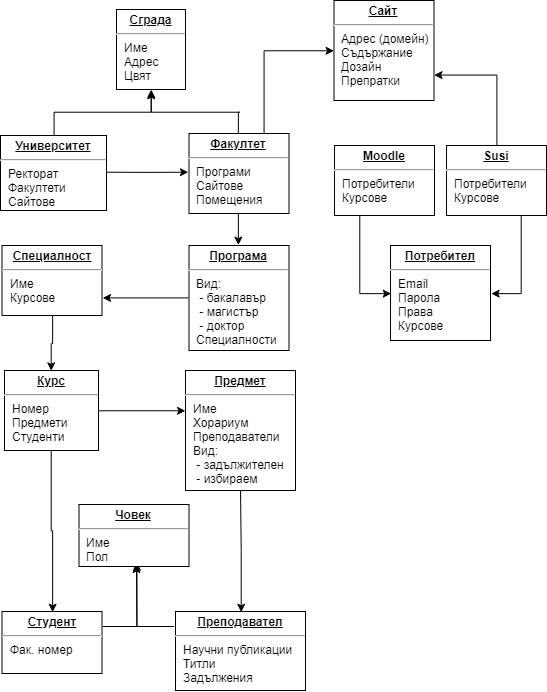 Сграда
Име
Адрес
Цвят
Сайт
Адрес (домейн)
Съдържание
Дозайн
Препратки
Университет
Ректорат
Факултети
Сайтове
Факултет
Програми
Сайтове
Помещения
Moodle
Потребители
Курсове
Susi
Потребители
Курсове
Специалност
Име
Курсове
Програма
Вид:
- бакалавър
- магистър
- доктор
Специалности
Потребител
Email
Парола
Права
Курсове
Курс
Номер
Предмети
Студенти
Предмет
Име
Хорариум
Преподаватели
Вид:
- задължителен
- избираем
Човек
Име
Пол
Студент
Фак. номер
Преподавател
Научни публикации
Титли
Задължения